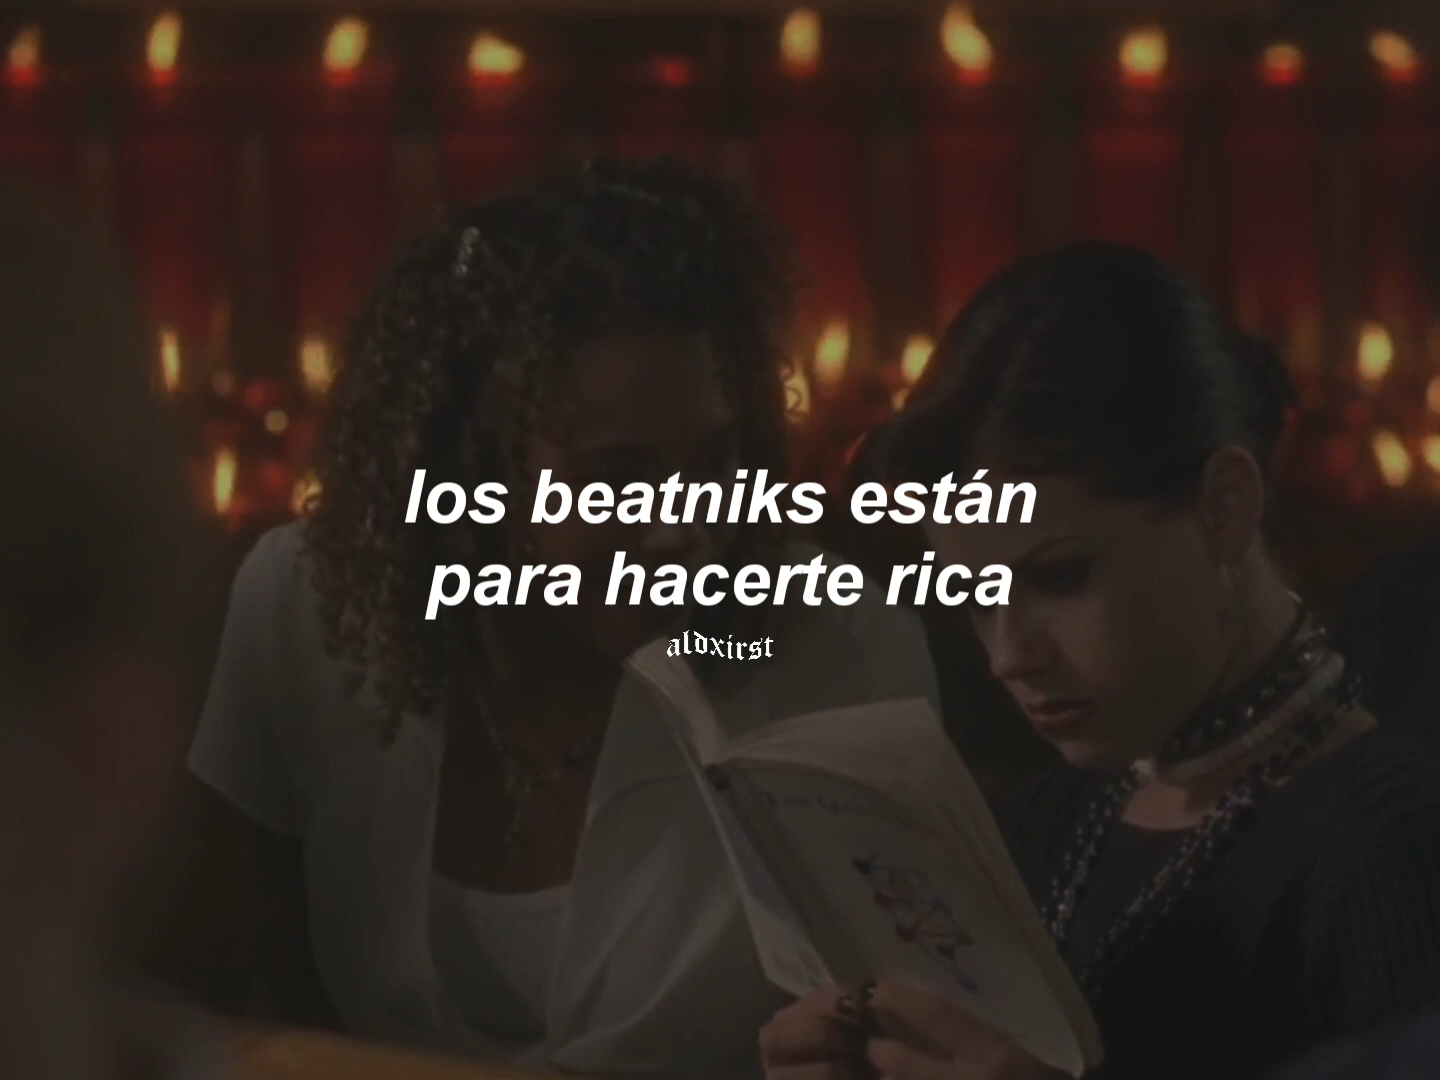 los beatniks están
para hacerte rica
aldxirst